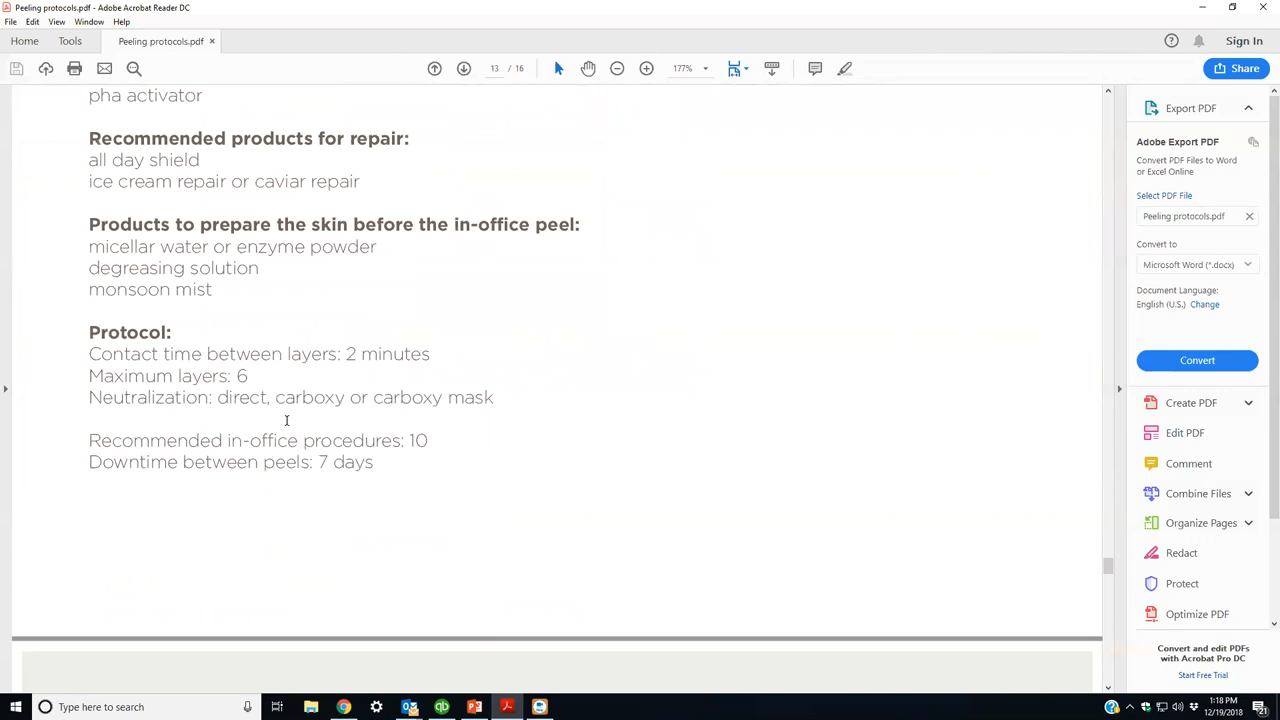 Peeling protocols.pdf - Adobe Acrobat Reader DC
File Edit View Window Help
Home Tools Peeling protocols.pdf × Sign In
13 / 16 177% Share
pha activator
Recommended products for repair:
all day shield
ice cream repair or caviar repair
Products to prepare the skin before the in-office peel:
micellar water or enzyme powder
degreasing solution
monsoon mist
Protocol:
Contact time between layers: 2 minutes
Maximum layers: 6
Neutralization: direct, carboxy or carboxy mask
Recommended in-office procedures: 10
Downtime between peels: 7 days
Export PDF
Adobe Export PDF
Convert PDF Files to Word
or Excel Online
Select PDF File
Peeling protocols.pdf ×
Convert to
Microsoft Word (*.docx)
Document Language:
English (U.S.) Change
Convert
Create PDF
Edit PDF
Comment
Combine Files
Organize Pages
Redact
Protect
Optimize PDF
Convert and edit PDFs
with Acrobat Pro DC
Start Free Trial
Type here to search
1:18 PM
12/19/2018
21